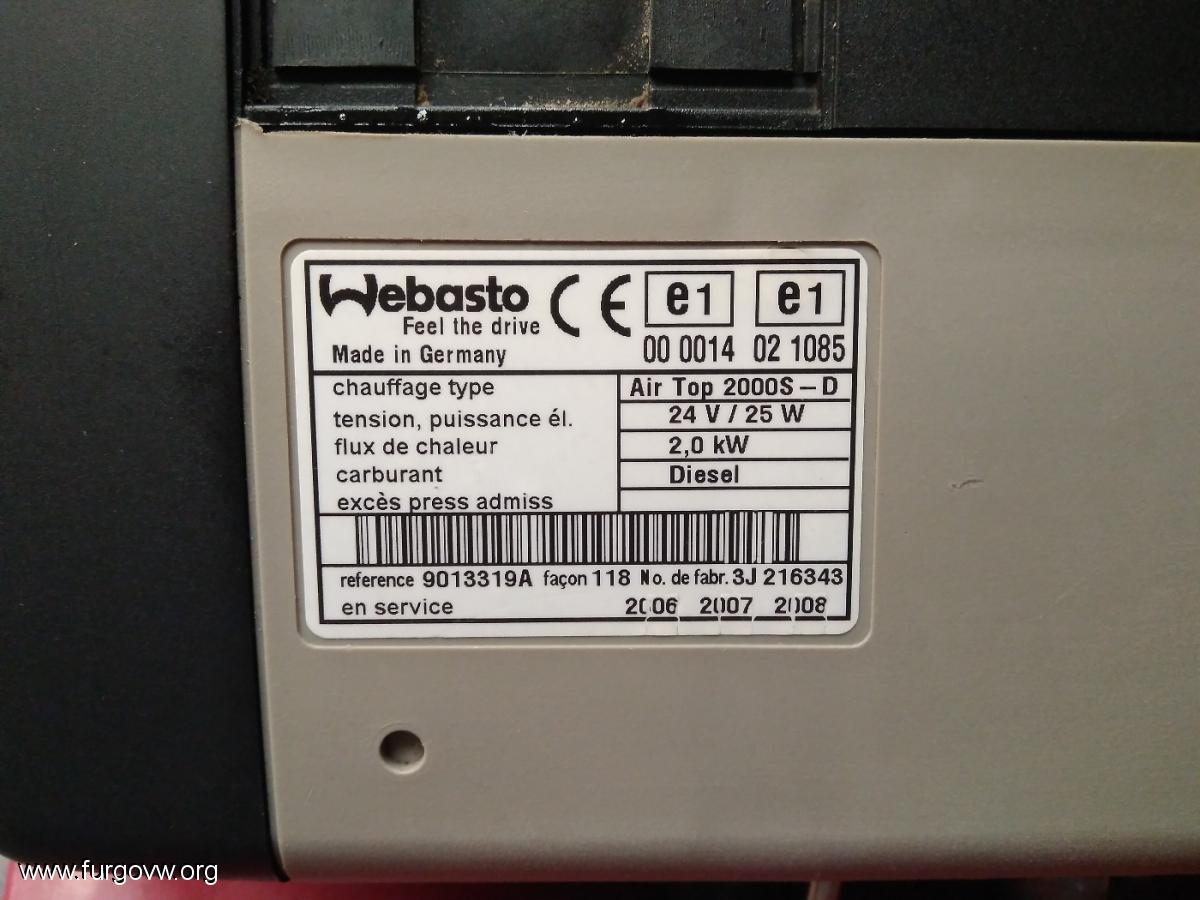 Webasto CE e1 e1
Feel the drive
Made in Germany 00 0014 02 1085
chauffage type Air Top 2000S – D
tension, puissance él. 24 V / 25 W
flux de chaleur 2,0 kW
carburant Diesel
excès press admiss
reference 9013319A façon 118 No. de fabr. 3J 216343
en service 2006 2007 2008
www.furgovw.org